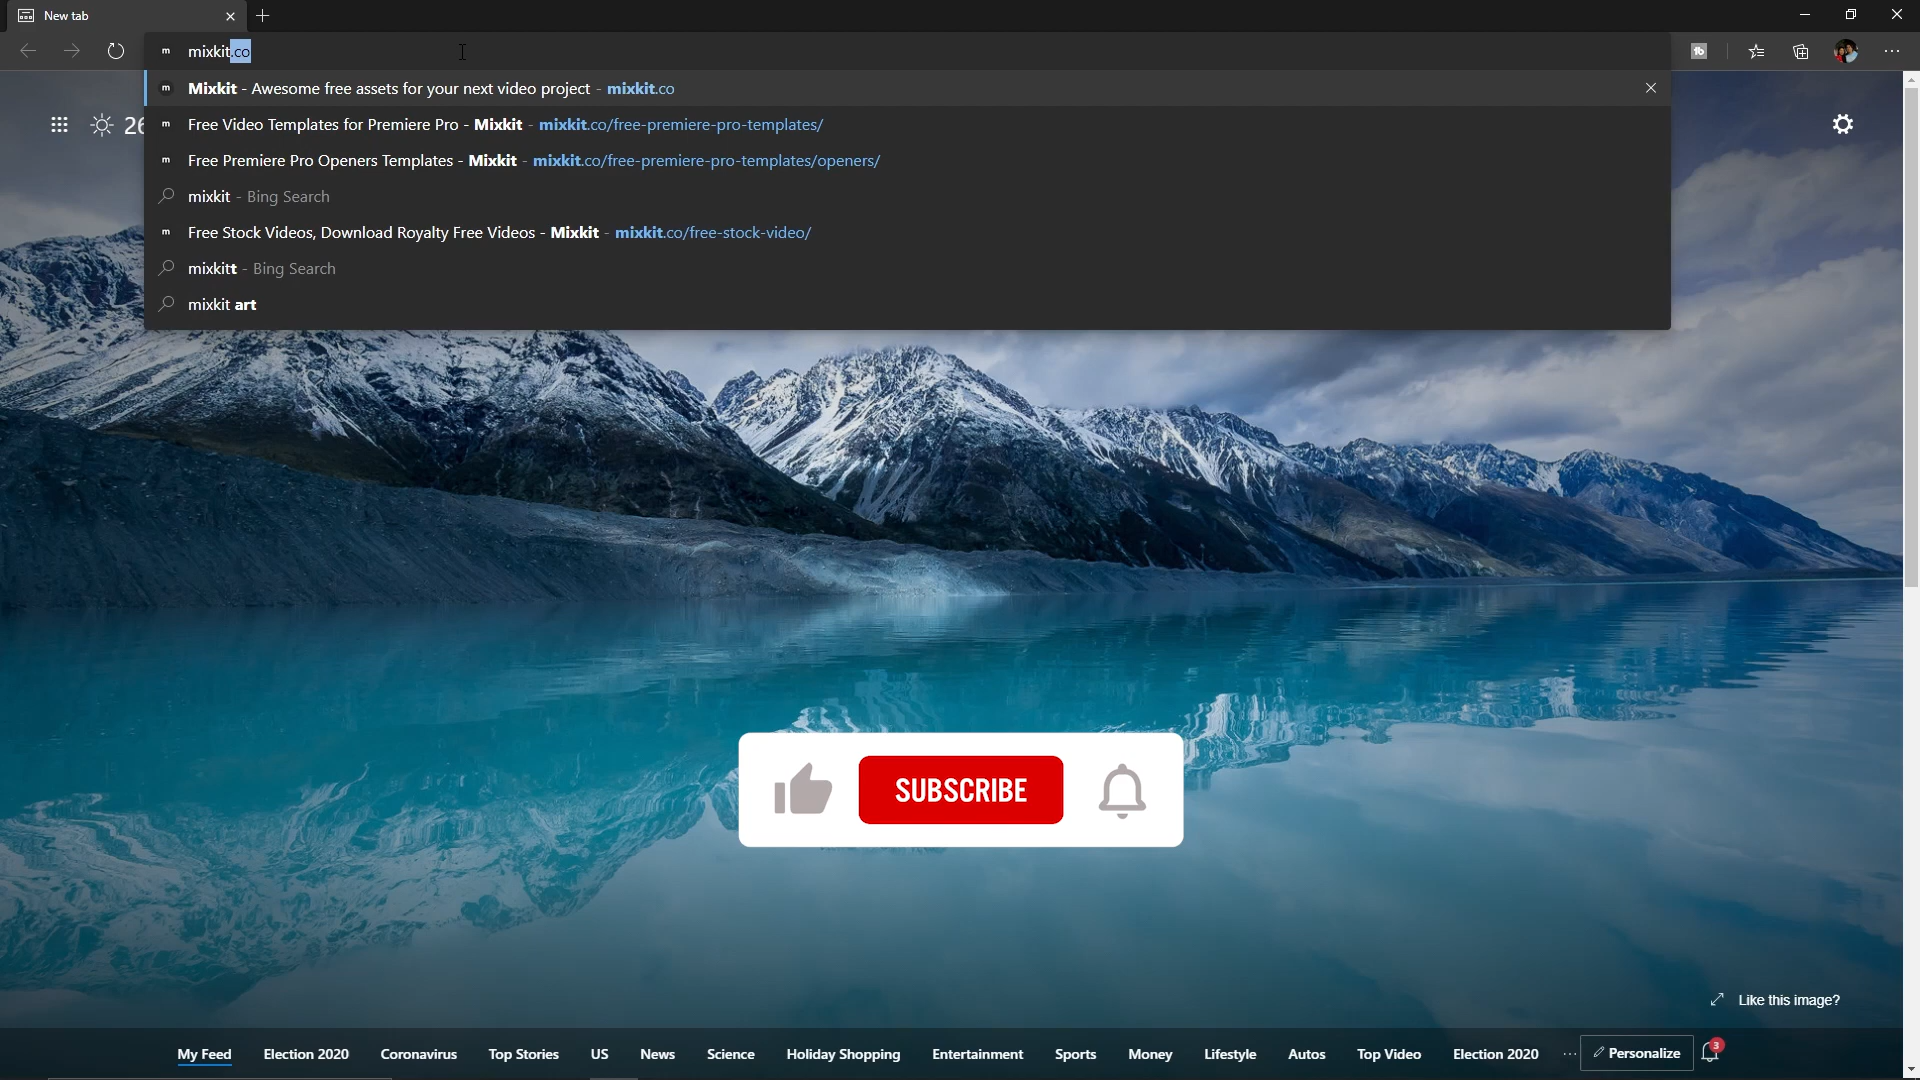 New tab
mixkit.co
Mixkit - Awesome free assets for your next video project - mixkit.co
26
Free Video Templates for Premiere Pro - Mixkit - mixkit.co/free-premiere-pro-templates/
Free Premiere Pro Openers Templates - Mixkit - mixkit.co/free-premiere-pro-templates/openers/
mixkit - Bing Search
Free Stock Videos, Download Royalty Free Videos - Mixkit - mixkit.co/free-stock-video/
mixkitt - Bing Search
mixkit art
SUBSCRIBE
Like this image?
My Feed Election 2020 Coronavirus Top Stories US News Science Holiday Shopping Entertainment Sports Money Lifestyle Autos Top Video Election 2020 ... Personalize 3